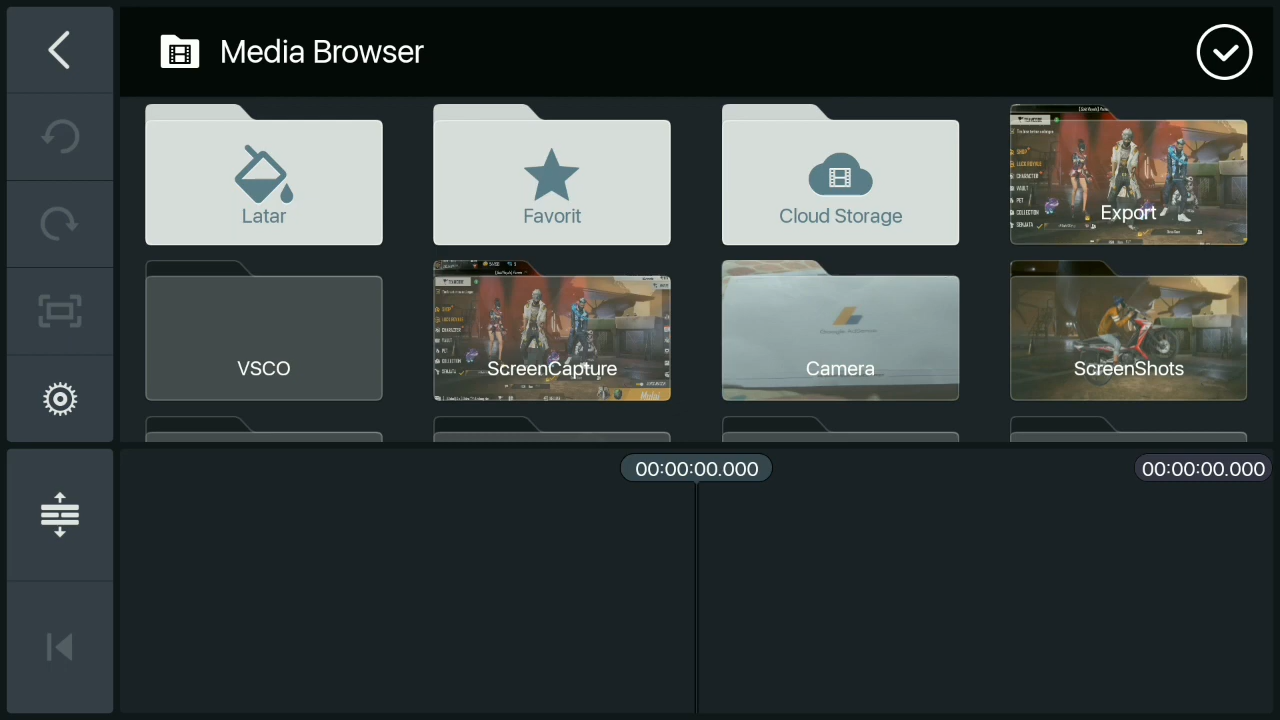 Media Browser
Latar
Favorit
Cloud Storage
Export
VSCO
ScreenCapture
Camera
ScreenShots
00:00:00.000
00:00:00.000